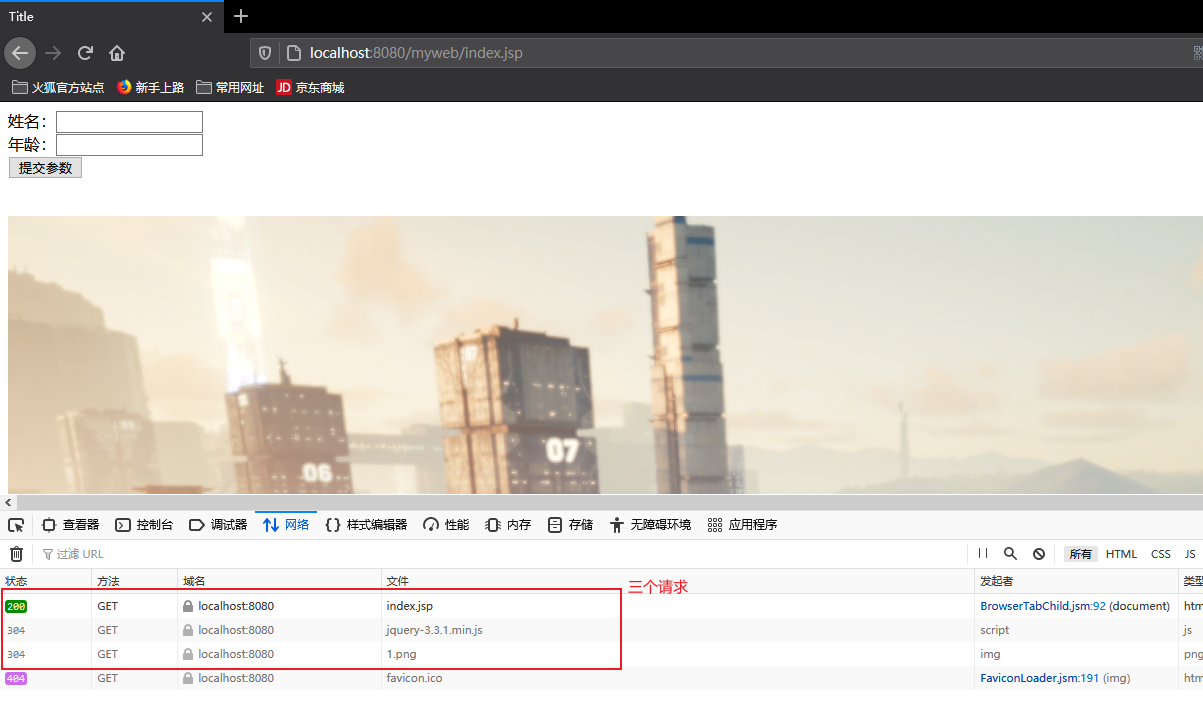 Title
localhost:8080/myweb/index.jsp
火狐官方站点 新手上路 常用网址 JD 京东商城
姓名：
年龄：
提交参数
06
07
查看器 控制台 调试器 网络 样式编辑器 性能 内存 存储 无障碍环境 应用程序
过滤 URL 所有 HTML CSS JS
状态 方法 域名 文件 发起者 类型
三个请求
200 GET localhost:8080 index.jsp BrowserTabChild.jsm:92 (document) htm
304 GET localhost:8080 jquery-3.3.1.min.js script js
304 GET localhost:8080 1.png img png
404 GET localhost:8080 favicon.ico FaviconLoader.jsm:191 (img) htm